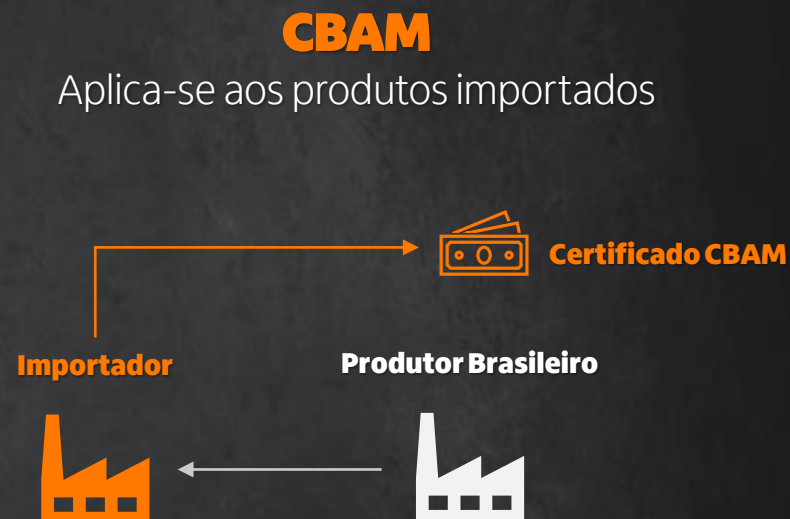 CBAM
Aplica-se aos produtos importados
Certificado CBAM
Importador
Produtor Brasileiro